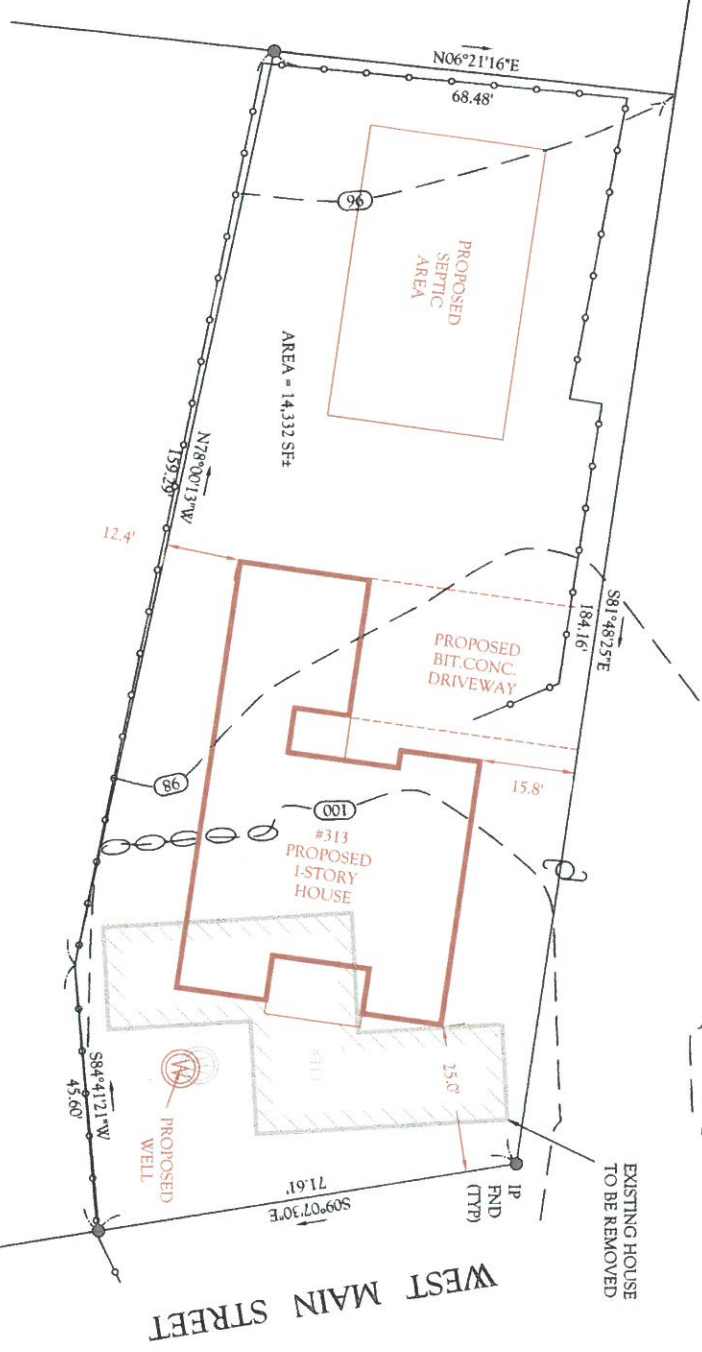 N06°21'16"E
68.48'
96
PROPOSED
SEPTIC
AREA
AREA = 14,332 SF±
N78°00'13"W
159.29'
12.4'
S81°48'25"E
184.16'
PROPOSED
BIT.CONC.
DRIVEWAY
15.8'
98
100
#313
PROPOSED
1-STORY
HOUSE
25.0'
W
PROPOSED
WELL
S84°41'21"W
45.60'
71.61'
S09°07'30"E
IP
FND
(TYP)
EXISTING HOUSE
TO BE REMOVED
WEST MAIN STREET